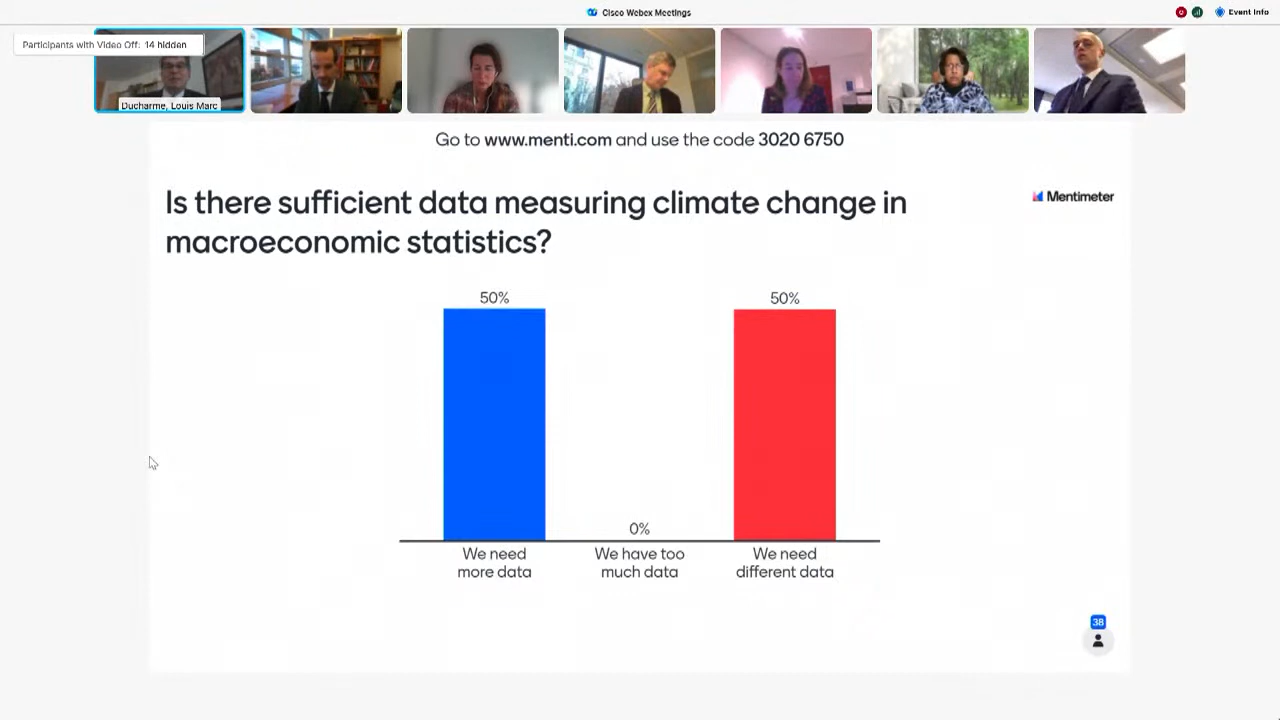 Cisco Webex Meetings
Event Info
Participants with Video Off: 14 hidden
Ducharme, Louis Marc
Go to www.menti.com and use the code 3020 6750
Is there sufficient data measuring climate change in
macroeconomic statistics?
Mentimeter
50%
0%
50%
We need
more data
We have too
much data
We need
different data
38